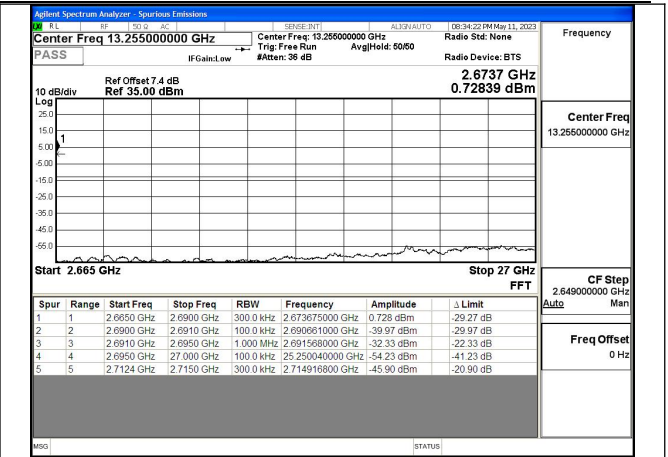 Agilent Spectrum Analyzer - Spurious Emissions
RL RF 50 Ω AC SENSE:INT ALIGNAUTO 08:34:22 PM May 11, 2023
Center Freq 13.255000000 GHz Center Freq: 13.255000000 GHz Radio Std: None Frequency
Trig: Free Run Avg|Hold: 50/50
PASS IFGain:Low #Atten: 36 dB Radio Device: BTS
Ref Offset 7.4 dB 2.6737 GHz
10 dB/div Ref 35.00 dBm 0.72839 dBm
Log
25.0
15.0
5.00
1
-5.00
-15.0
-25.0
-35.0
-45.0
-55.0
Start 2.665 GHz Stop 27 GHz
FFT
Spur Range Start Freq Stop Freq RBW Frequency Amplitude Δ Limit
1 1 2.6650 GHz 2.6900 GHz 300.0 kHz 2.673675000 GHz 0.728 dBm -29.27 dB
2 2 2.6900 GHz 2.6910 GHz 100.0 kHz 2.690661000 GHz -39.97 dBm -29.97 dB
3 3 2.6910 GHz 2.6950 GHz 1.000 MHz 2.691568000 GHz -32.33 dBm -22.33 dB
4 4 2.6950 GHz 27.000 GHz 100.0 kHz 25.250040000 GHz -54.23 dBm -41.23 dB
5 5 2.7124 GHz 2.7150 GHz 300.0 kHz 2.714916800 GHz -45.90 dBm -20.90 dB
Center Freq
13.255000000 GHz
CF Step
2.649000000 GHz
Auto Man
Freq Offset
0 Hz
MSG STATUS